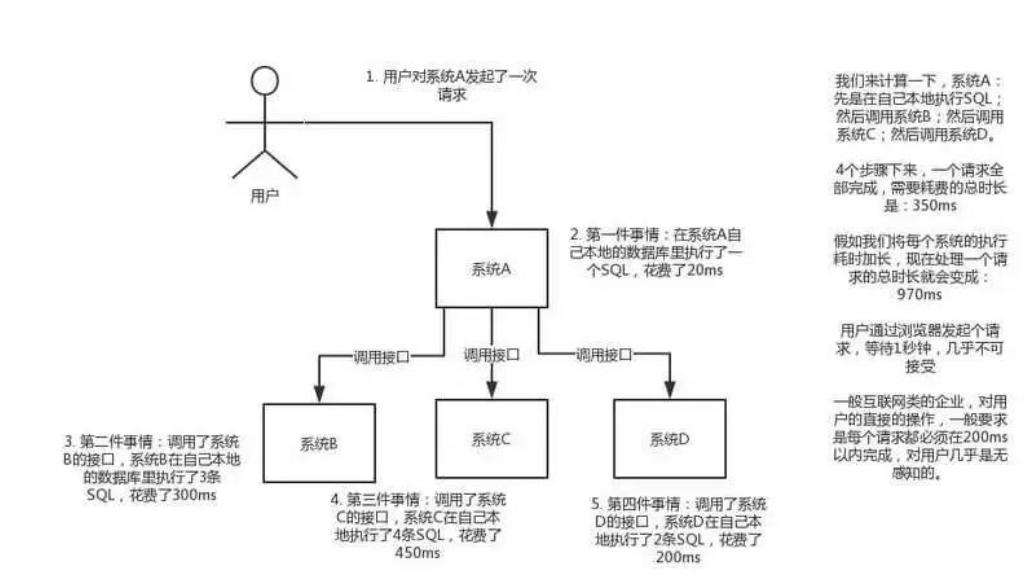 1. 用户对系统A发起了一次
请求
用户
2. 第一件事情：在系统A自
己本地的数据库里执行了一
个SQL，花费了20ms
系统A
调用接口
调用接口
调用接口
系统B
系统C
系统D
3. 第二件事情：调用了系统
B的接口，系统B在自己本地
的数据库里执行了3条
SQL，花费了300ms
4. 第三件事情：调用了系统
C的接口，系统C在自己本
地执行了4条SQL，花费了
450ms
5. 第四件事情：调用了系统
D的接口，系统D在自己本
地执行了2条SQL，花费了
200ms
我们来计算一下，系统A：
先是在自己本地执行SQL；
然后调用系统B；然后调用
系统C；然后调用系统D。
4个步骤下来，一个请求全
部完成，需要耗费的总时长
是：350ms
假如我们将每个系统的执行
耗时加长，现在处理一个请
求的总时长就会变成：
970ms
用户通过浏览器发起个请
求，等待1秒钟，几乎不可
接受
一般互联网类的企业，对用
户的直接的操作，一般要求
是每个请求都必须在200ms
以内完成，对用户几乎是无
感知的。